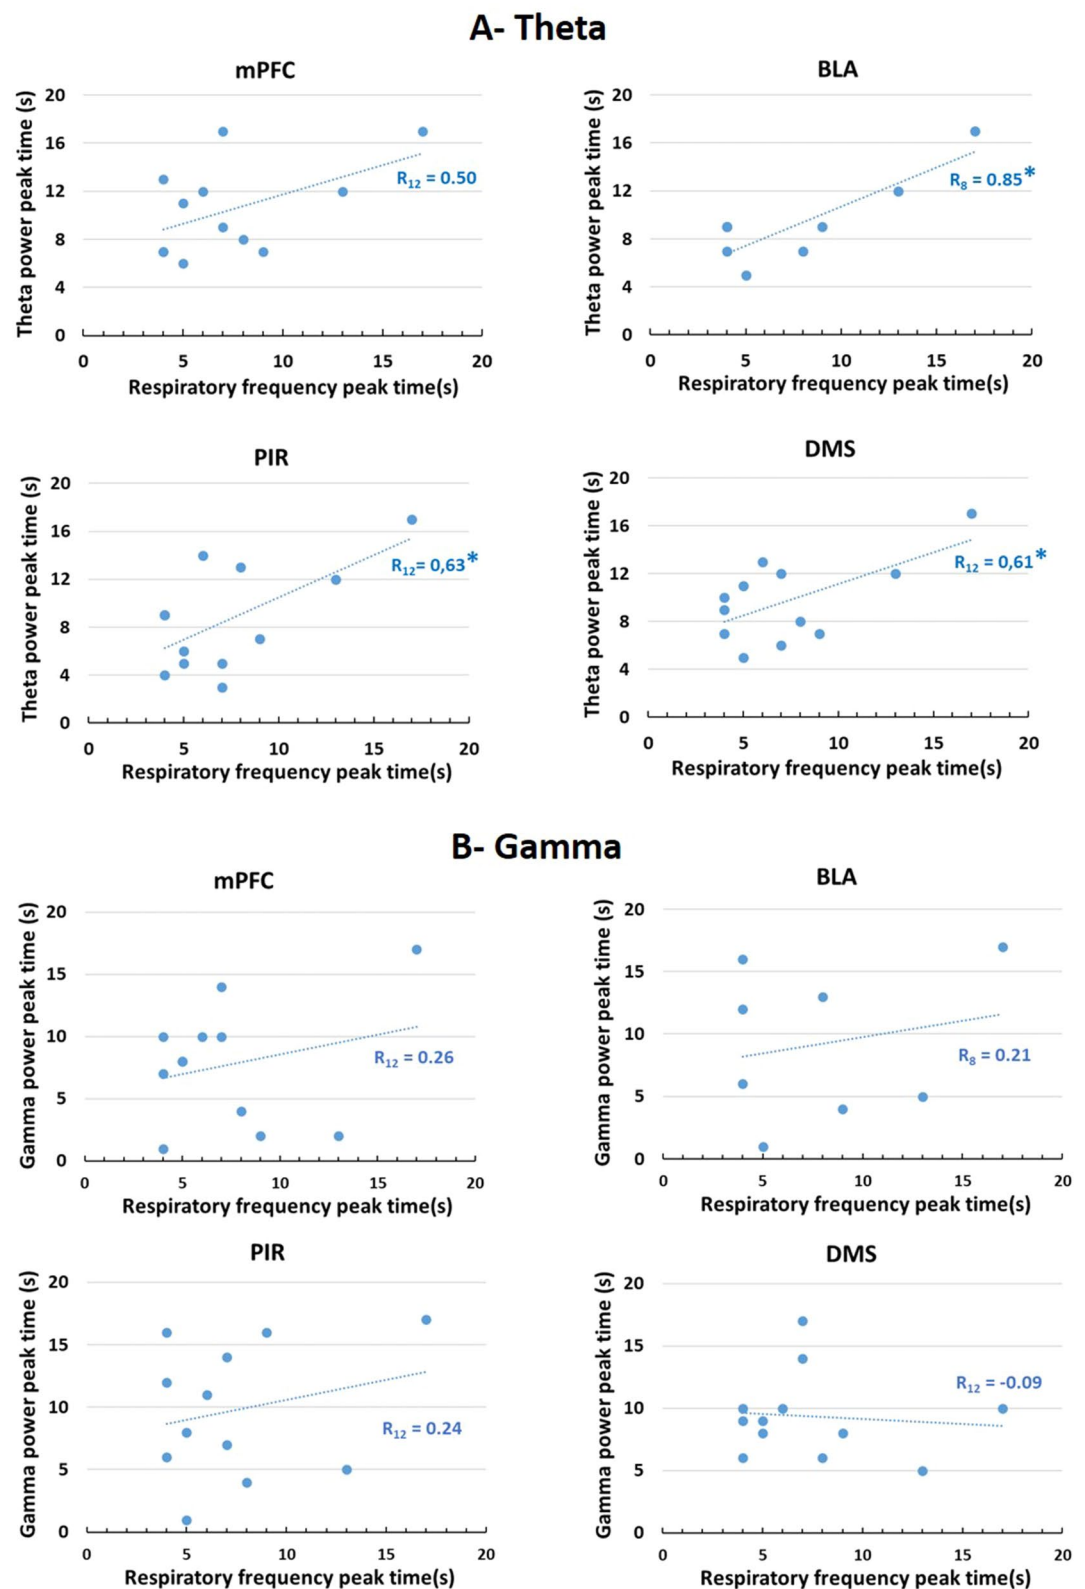 A- Theta
mPFC
Theta power peak time (s)
20
16
12
8
4
0
R12 = 0.50
0 5 10 15 20
Respiratory frequency peak time(s)
BLA
Theta power peak time (s)
20
16
12
8
4
0
R8 = 0.85*
0 5 10 15 20
Respiratory frequency peak time(s)
PIR
Theta power peak time (s)
20
16
12
8
4
0
R12= 0,63*
0 5 10 15 20
Respiratory frequency peak time(s)
DMS
Theta power peak time (s)
20
16
12
8
4
0
R12 = 0,61*
0 5 10 15 20
Respiratory frequency peak time(s)
B- Gamma
mPFC
Gamma power peak time (s)
20
15
10
5
0
R12 = 0.26
0 5 10 15 20
Respiratory frequency peak time(s)
BLA
Gamma power peak time (s)
20
15
10
5
0
R8 = 0.21
0 5 10 15 20
Respiratory frequency peak time(s)
PIR
Gamma power peak time (s)
20
15
10
5
0
R12 = 0.24
0 5 10 15 20
Respiratory frequency peak time(s)
DMS
Gamma power peak time (s)
20
15
10
5
0
R12 = -0.09
0 5 10 15 20
Respiratory frequency peak time(s)